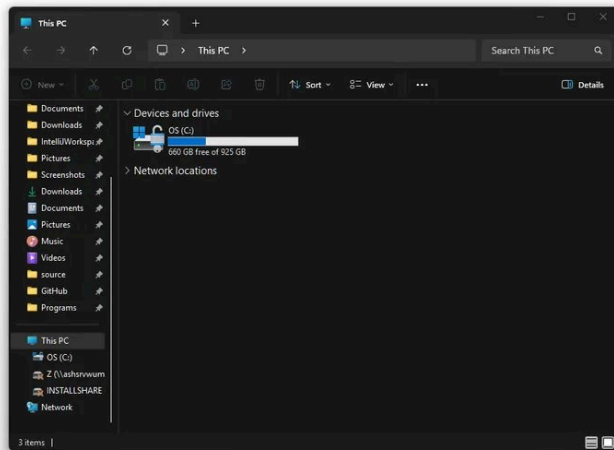 This PC
This PC
Search This PC
New
Sort
View
Details
Documents
Downloads
IntelliJWorkspa
Pictures
Screenshots
Downloads
Documents
Pictures
Music
Videos
source
GitHub
Programs
This PC
OS (C:)
Z (\\ashsrvwum
INSTALLSHARE
Network
Devices and drives
OS (C:)
660 GB free of 925 GB
Network locations
3 items